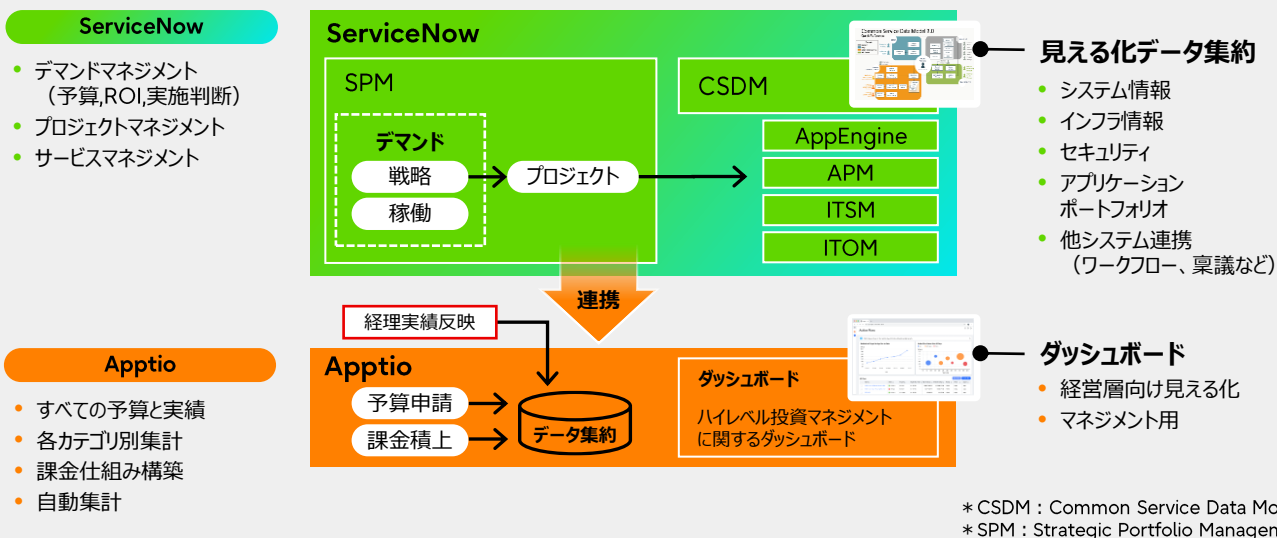 ServiceNow
• デマンドマネジメント
（予算,ROI,実施判断）
• プロジェクトマネジメント
• サービスマネジメント
ServiceNow
SPM
デマンド
戦略
稼働
プロジェクト
CSDM
Common Service Data Model
AppEngine
APM
ITSM
ITOM
見える化データ集約
• システム情報
• インフラ情報
• セキュリティ
• アプリケーション
ポートフォリオ
• 他システム連携
（ワークフロー、稟議など）
連携
経理実績反映
Apptio
• すべての予算と実績
• 各カテゴリ別集計
• 課金仕組み構築
• 自動集計
Apptio
予算申請
課金積上
データ集約
ダッシュボード
ハイレベル投資マネジメント
に関するダッシュボード
ダッシュボード
• 経営層向け見える化
• マネジメント用
＊CSDM：Common Service Data Mo
＊SPM：Strategic Portfolio Managen